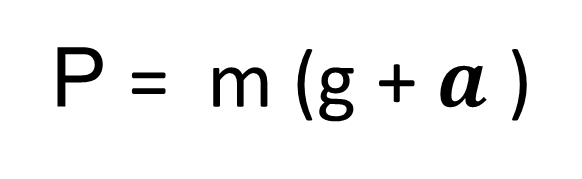 P = m (g + a)